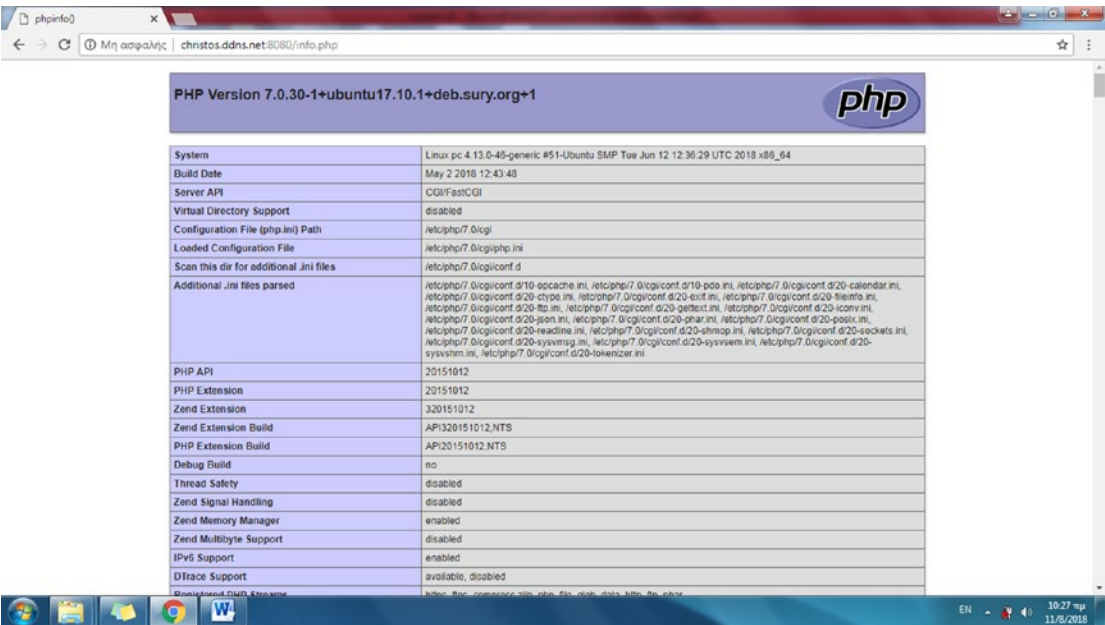 phpinfo()
Μη ασφαλής | christos.ddns.net:8080/info.php
PHP Version 7.0.30-1+ubuntu17.10.1+deb.sury.org+1
php
System Linux pc 4.13.0-46-generic #51-Ubuntu SMP Tue Jun 12 12:36:29 UTC 2018 x86_64
Build Date May 2 2018 12:43:48
Server API CGI/FastCGI
Virtual Directory Support disabled
Configuration File (php.ini) Path /etc/php/7.0/cgi
Loaded Configuration File /etc/php/7.0/cgi/php.ini
Scan this dir for additional .ini files /etc/php/7.0/cgi/conf.d
Additional .ini files parsed /etc/php/7.0/cgi/conf.d/10-opcache.ini, /etc/php/7.0/cgi/conf.d/10-pdo.ini, /etc/php/7.0/cgi/conf.d/20-calendar.ini,
/etc/php/7.0/cgi/conf.d/20-ctype.ini, /etc/php/7.0/cgi/conf.d/20-exif.ini, /etc/php/7.0/cgi/conf.d/20-fileinfo.ini,
/etc/php/7.0/cgi/conf.d/20-ftp.ini, /etc/php/7.0/cgi/conf.d/20-gettext.ini, /etc/php/7.0/cgi/conf.d/20-iconv.ini,
/etc/php/7.0/cgi/conf.d/20-json.ini, /etc/php/7.0/cgi/conf.d/20-phar.ini, /etc/php/7.0/cgi/conf.d/20-posix.ini,
/etc/php/7.0/cgi/conf.d/20-readline.ini, /etc/php/7.0/cgi/conf.d/20-shmop.ini, /etc/php/7.0/cgi/conf.d/20-sockets.ini,
/etc/php/7.0/cgi/conf.d/20-sysvmsg.ini, /etc/php/7.0/cgi/conf.d/20-sysvsem.ini, /etc/php/7.0/cgi/conf.d/20-
sysvshm.ini, /etc/php/7.0/cgi/conf.d/20-tokenizer.ini
PHP API 20151012
PHP Extension 20151012
Zend Extension 320151012
Zend Extension Build API320151012,NTS
PHP Extension Build API20151012,NTS
Debug Build no
Thread Safety disabled
Zend Signal Handling disabled
Zend Memory Manager enabled
Zend Multibyte Support disabled
IPv6 Support enabled
DTrace Support available, disabled
Registered PHP Streams https, ftps, compress.zlib, php, file, glob, data, http, ftp, phar
W
EN
10:27 πμ
11/8/2018